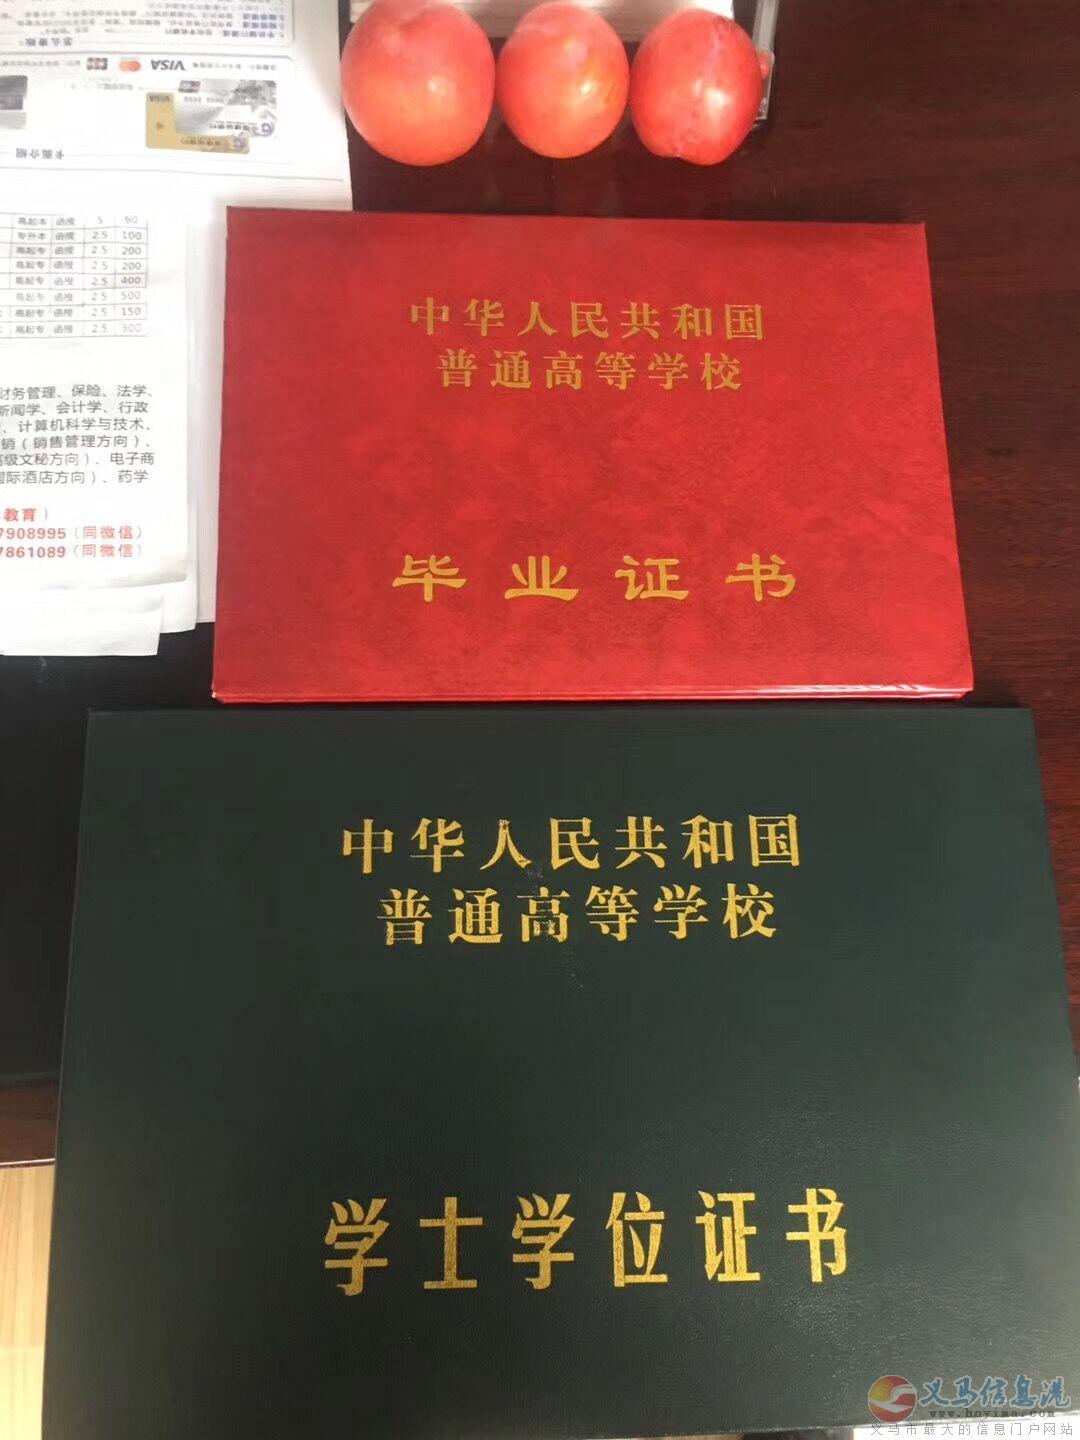 VISA
高起本 函授 5 60
专升本 函授 2.5 100
高起专 函授 2.5 200
高起专 函授 2.5 200
高起专 函授 2.5 400
高起专 函授 2.5 500
高起专 函授 2.5 150
高起专 函授 2.5 300
财务管理、保险、法学、
新闻学、会计学、行政
、计算机科学与技术、
销（销售管理方向）、
高级文秘方向）、电子商
国际酒店方向）、药学
教育）
7908995（同微信）
7861089（同微信）
中华人民共和国
普通高等学校
毕业证书
中华人民共和国
普通高等学校
学士学位证书
义马信息港
www.hnyima.com
义马市最大的信息门户网站